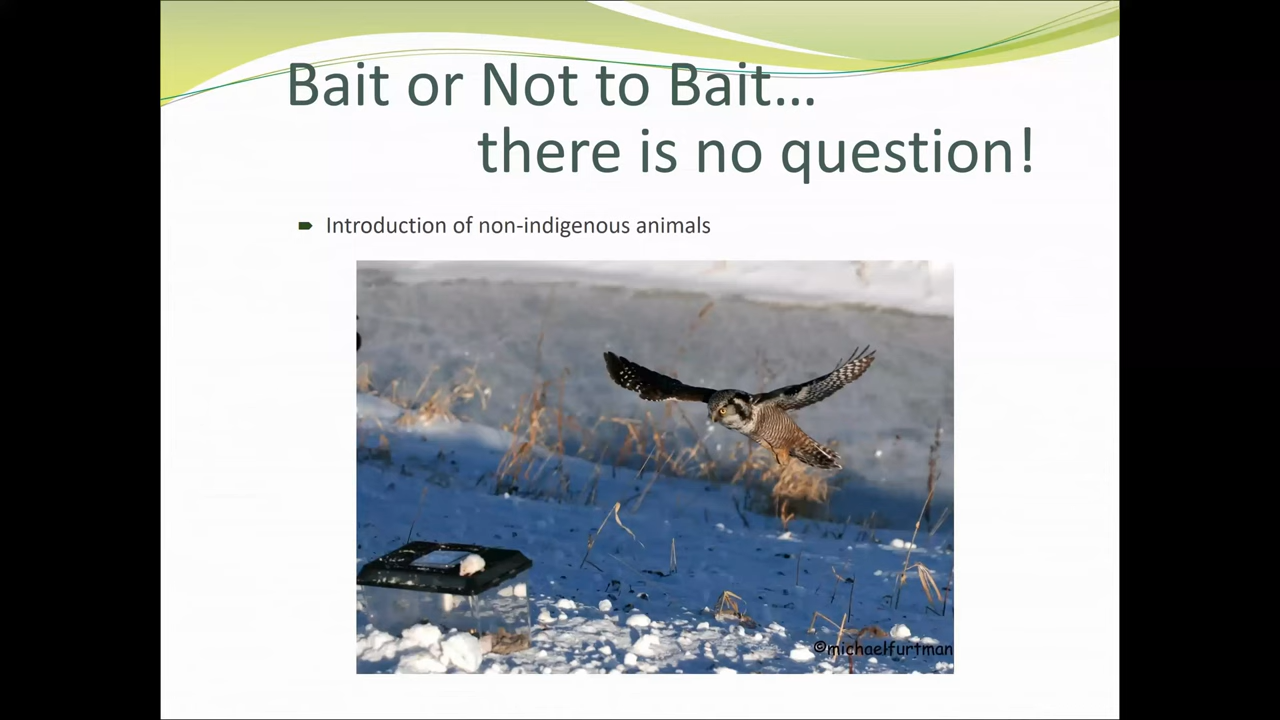 Bait or Not to Bait…
there is no question!
Introduction of non-indigenous animals
©michaelfurtman